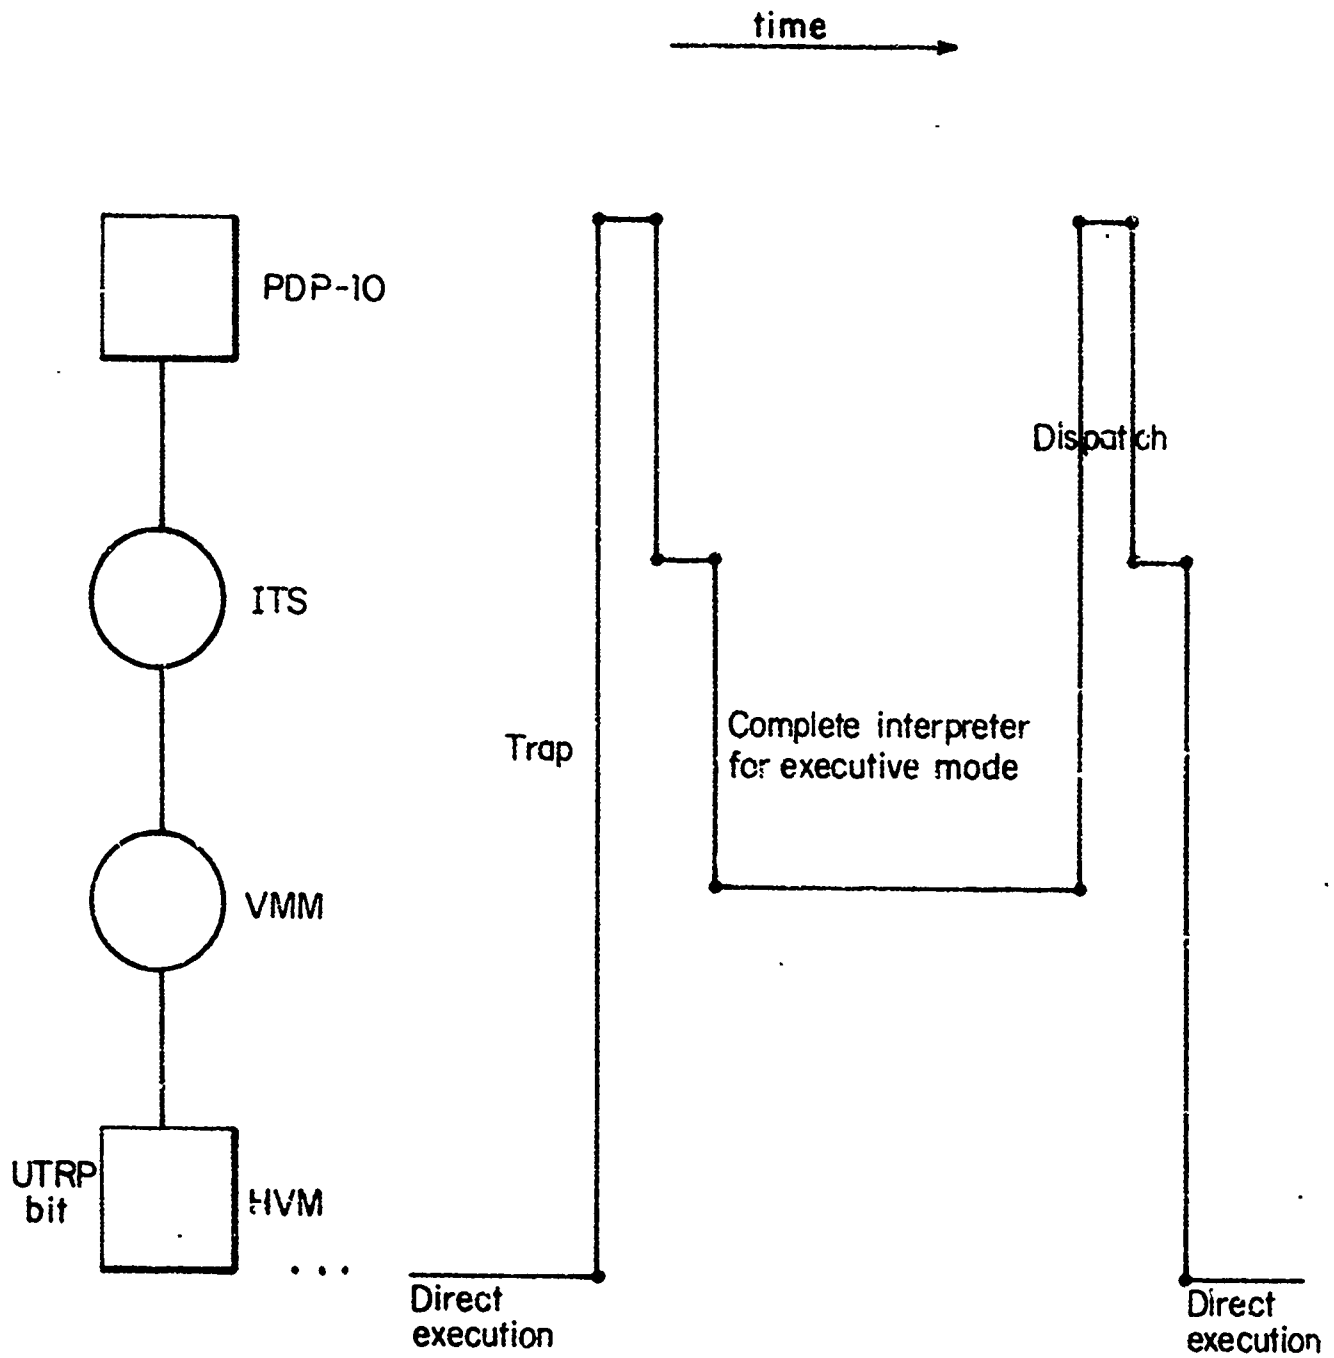 time
PDP-10
Dispatch
ITS
Trap
Complete interpreter
for executive mode
VMM
UTRP
bit
HVM
...
Direct
execution
Direct
execution